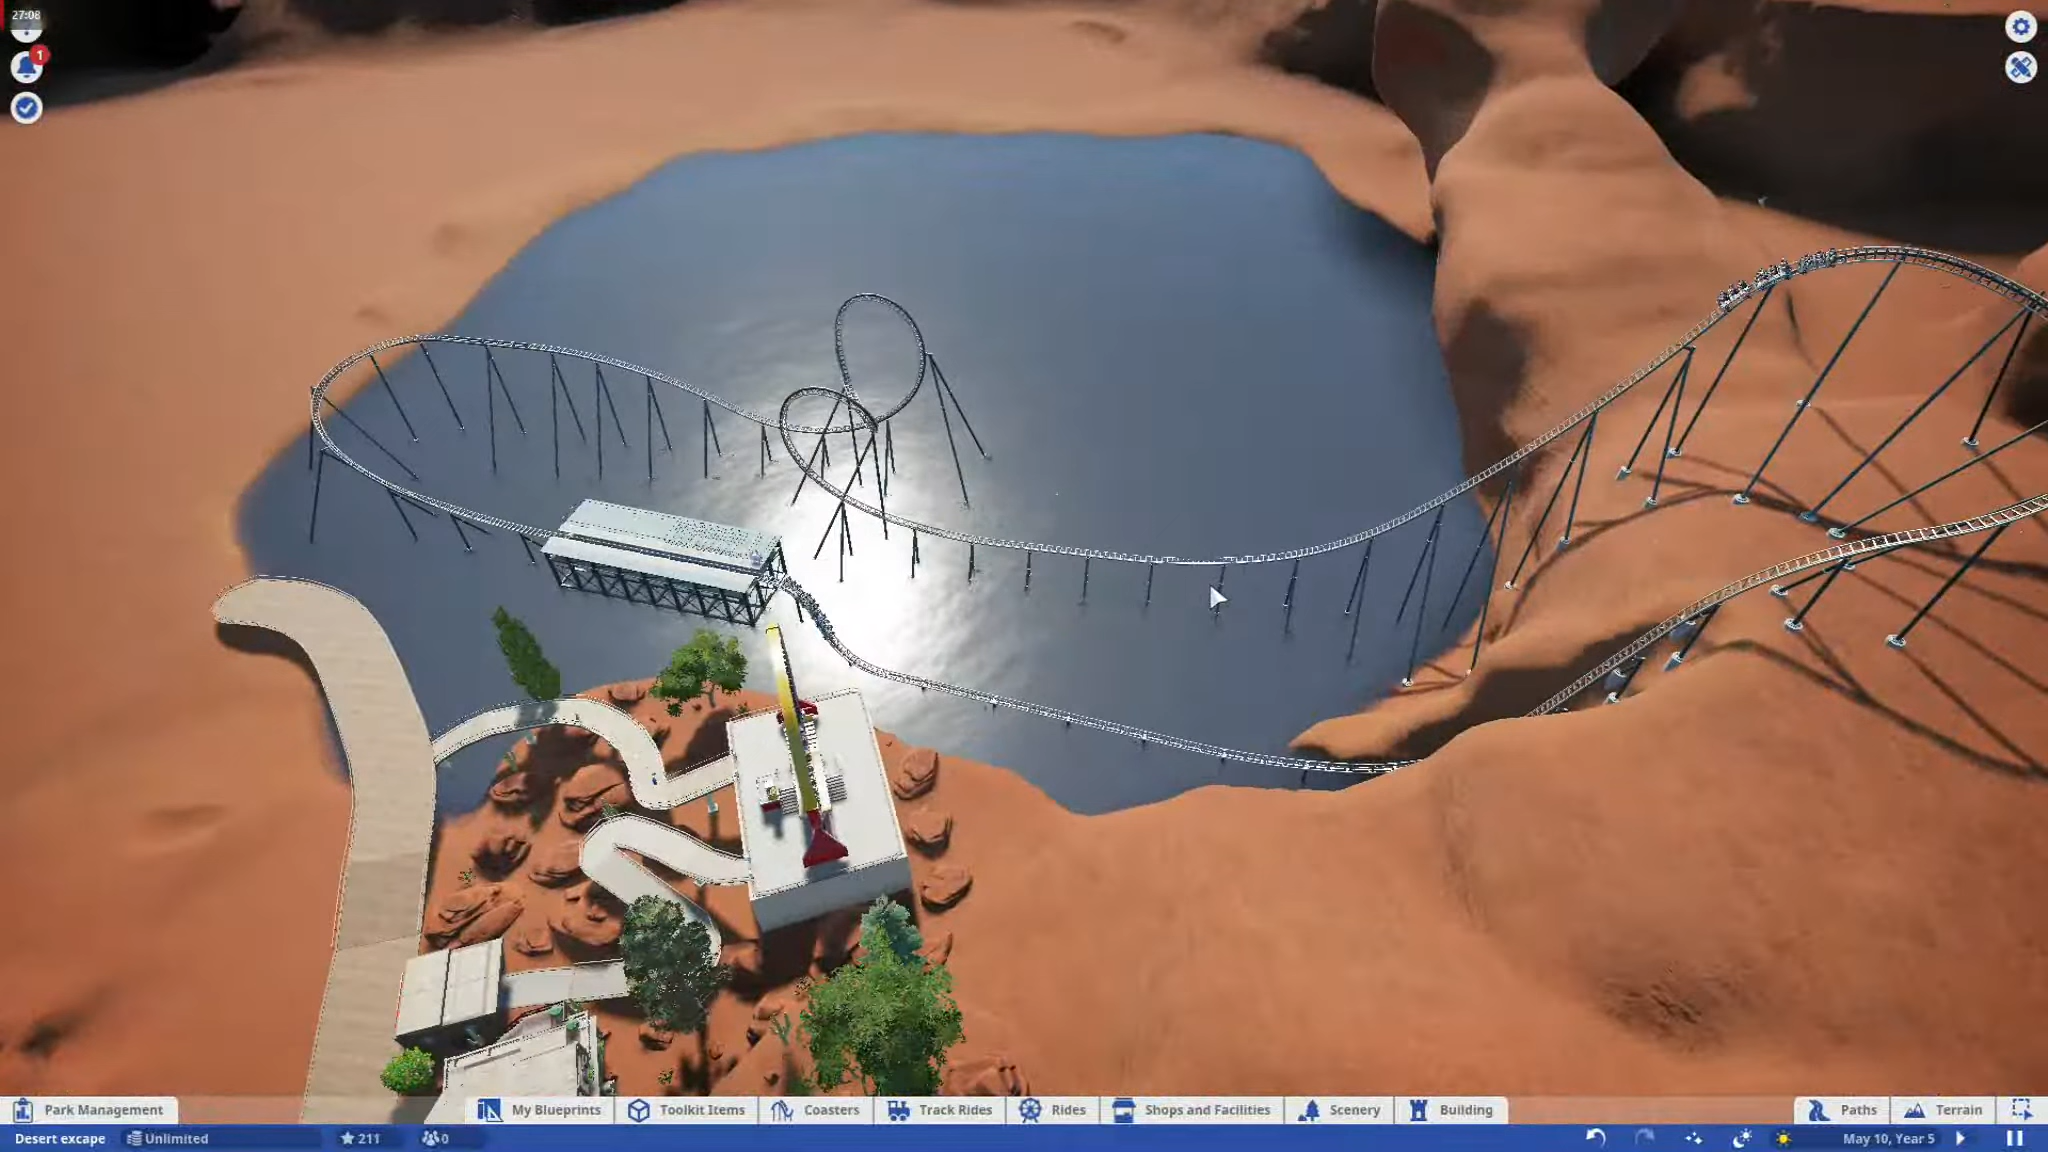 27:08
1
Park Management
My Blueprints
Toolkit Items
Coasters
Track Rides
Rides
Shops and Facilities
Scenery
Building
Paths
Terrain
Desert excape
Unlimited
211
0
May 10, Year 5